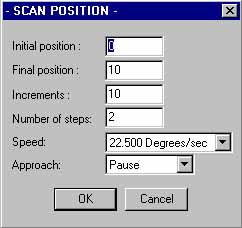 - SCAN POSITION -
Initial position : 0
Final position : 10
Increments : 10
Number of steps: 2
Speed: 22.500 Degrees/sec
Approach: Pause
OK Cancel